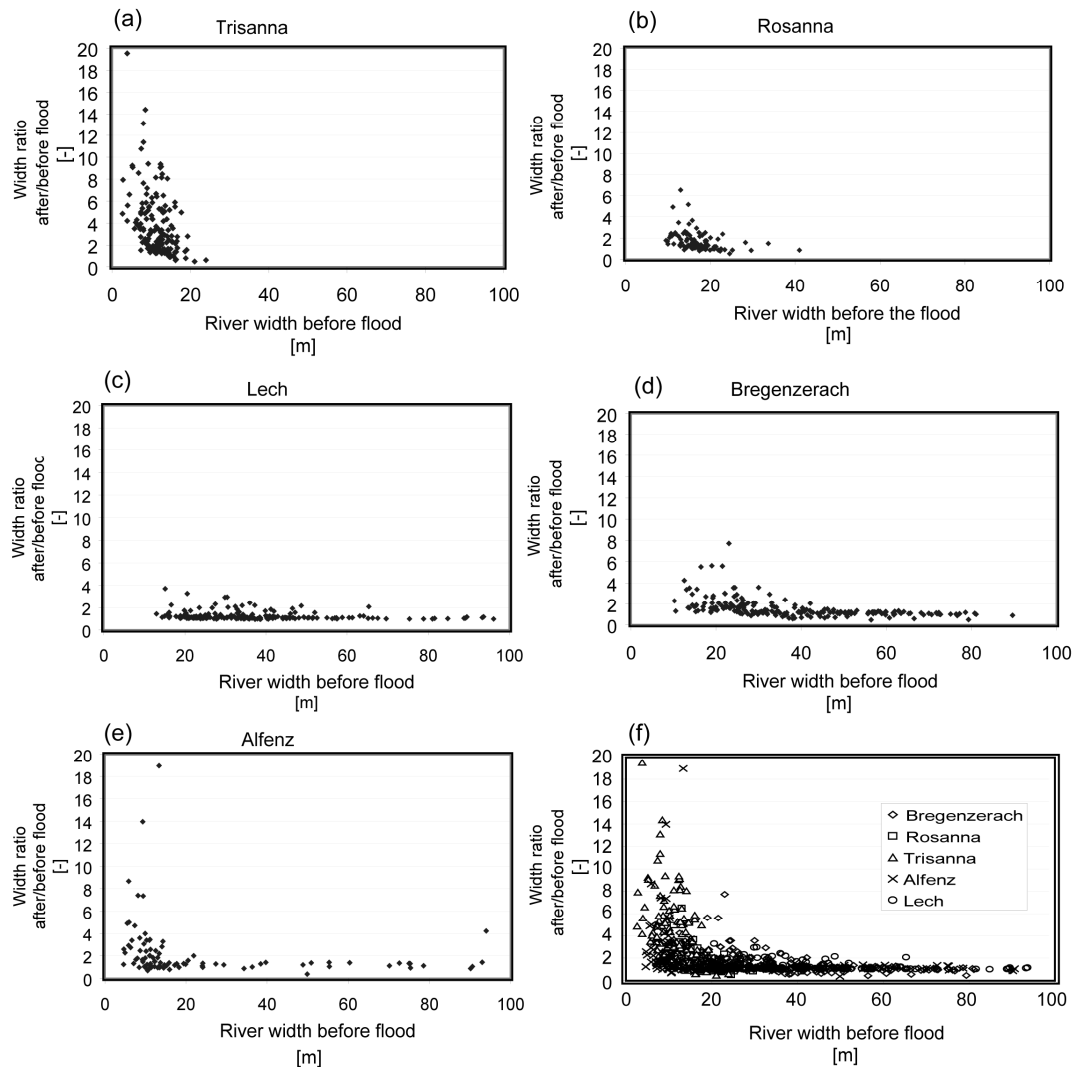 (a)
Trisanna
Width ratio
after/before flood
[-]
20
18
16
14
12
10
8
6
4
2
0
0 20 40 60 80 100
River width before flood
[m]
(b)
Rosanna
Width ratio
after/before flood
[-]
20
18
16
14
12
10
8
6
4
2
0
0 20 40 60 80 100
River width before the flood
[m]
(c)
Lech
Width ratio
after/before flooc
[-]
20
18
16
14
12
10
8
6
4
2
0
0 20 40 60 80 100
River width before flood
[m]
(d)
Bregenzerach
Width ratio
after/before flood
[-]
20
18
16
14
12
10
8
6
4
2
0
0 20 40 60 80 100
River width before flood
[m]
(e)
Alfenz
Width ratio
after/before flood
[-]
20
18
16
14
12
10
8
6
4
2
0
0 20 40 60 80 100
River width before flood
[m]
(f)
Width ratio
after/before flood
[-]
20
18
16
14
12
10
8
6
4
2
0
0 20 40 60 80 100
Bregenzerach
Rosanna
Trisanna
Alfenz
Lech
River width before flood
[m]